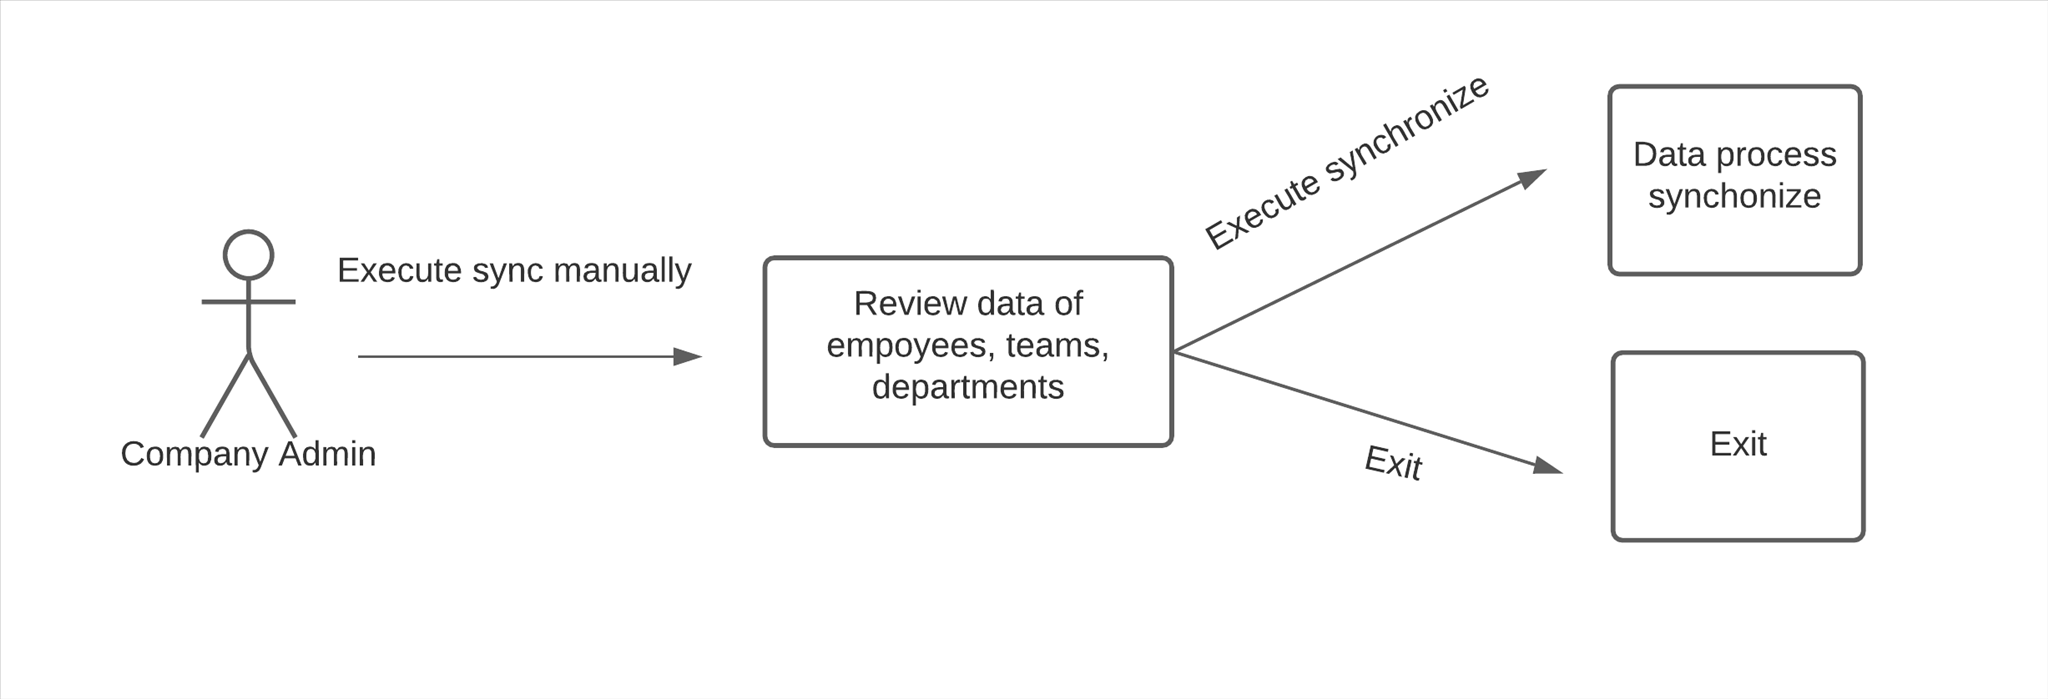 Company Admin
Execute sync manually
Review data of
empoyees, teams,
departments
Execute synchronize
Data process
synchonize
Exit
Exit